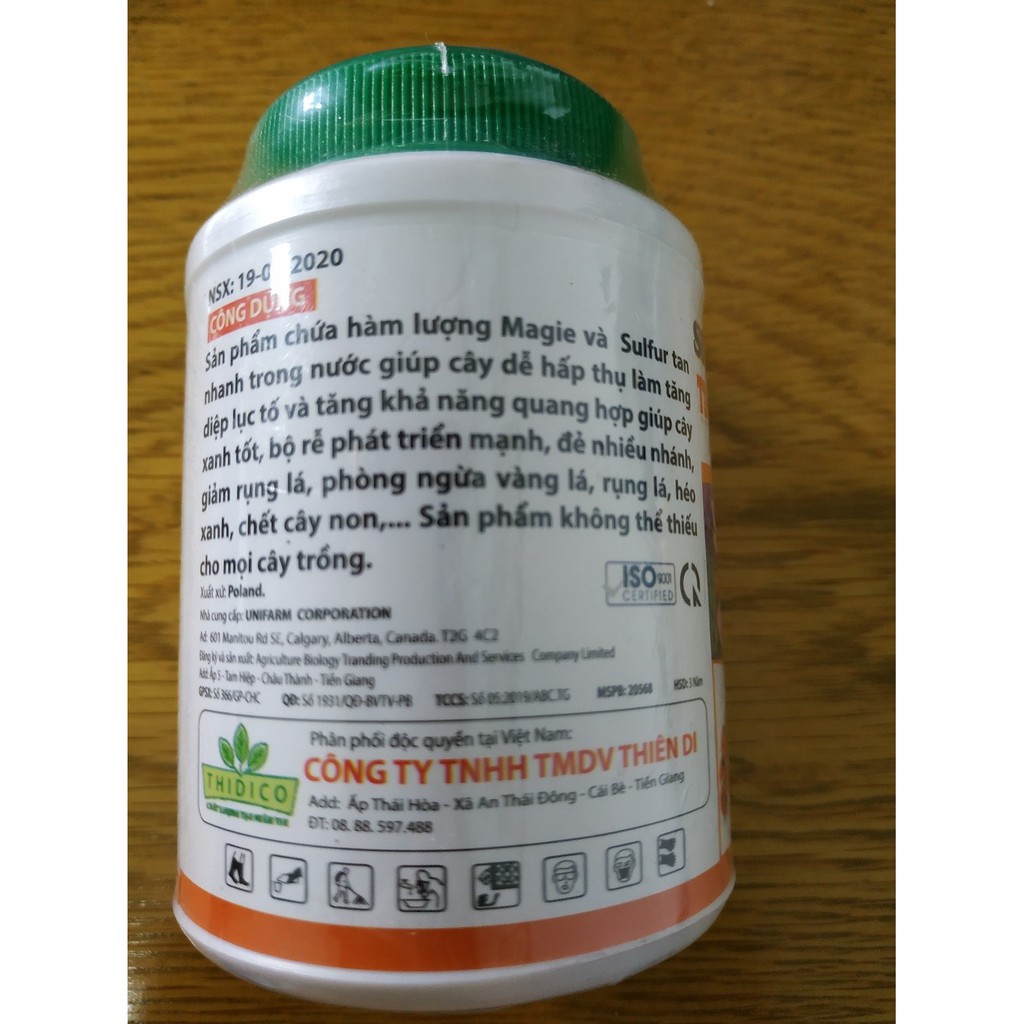 NSX: 19-0 2020
CÔNG DỤNG
Sản phẩm chứa hàm lượng Magie và Sulfur tan
nhanh trong nước giúp cây dễ hấp thụ làm tăng
diệp lục tố và tăng khả năng quang hợp giúp cây
xanh tốt, bộ rễ phát triển mạnh, đẻ nhiều nhánh,
giảm rụng lá, phòng ngừa vàng lá, rụng lá, héo
xanh, chết cây non,... Sản phẩm không thể thiếu
cho mọi cây trồng.
Xuất xứ: Poland.
ISO 9001
CERTIFIED
Nhà cung cấp: UNIFARM CORPORATION
Ad: 601 Manitou Rd SE, Calgary, Alberta, Canada. T2G 4C2
Đăng ký và sản xuất: Agriculture Biology Tranding Production And Services Company Limited
Add: Ấp 5 - Tam Hiệp - Châu Thành - Tiền Giang
GPSX: Số 366/GP-CHC QĐ: Số 1931/QĐ-BVTV-PB TCCS: Số 05:2019/ABC.TG MSPB: 20568 HSD: 3 Năm
Phân phối độc quyền tại Việt Nam:
CÔNG TY TNHH TMDV THIÊN DI
THIDICO
CHẤT LƯỢNG TẠO NIỀM TIN
Add: Ấp Thái Hòa - Xã An Thái Đông - Cái Bè - Tiền Giang
ĐT: 08. 88. 597.488